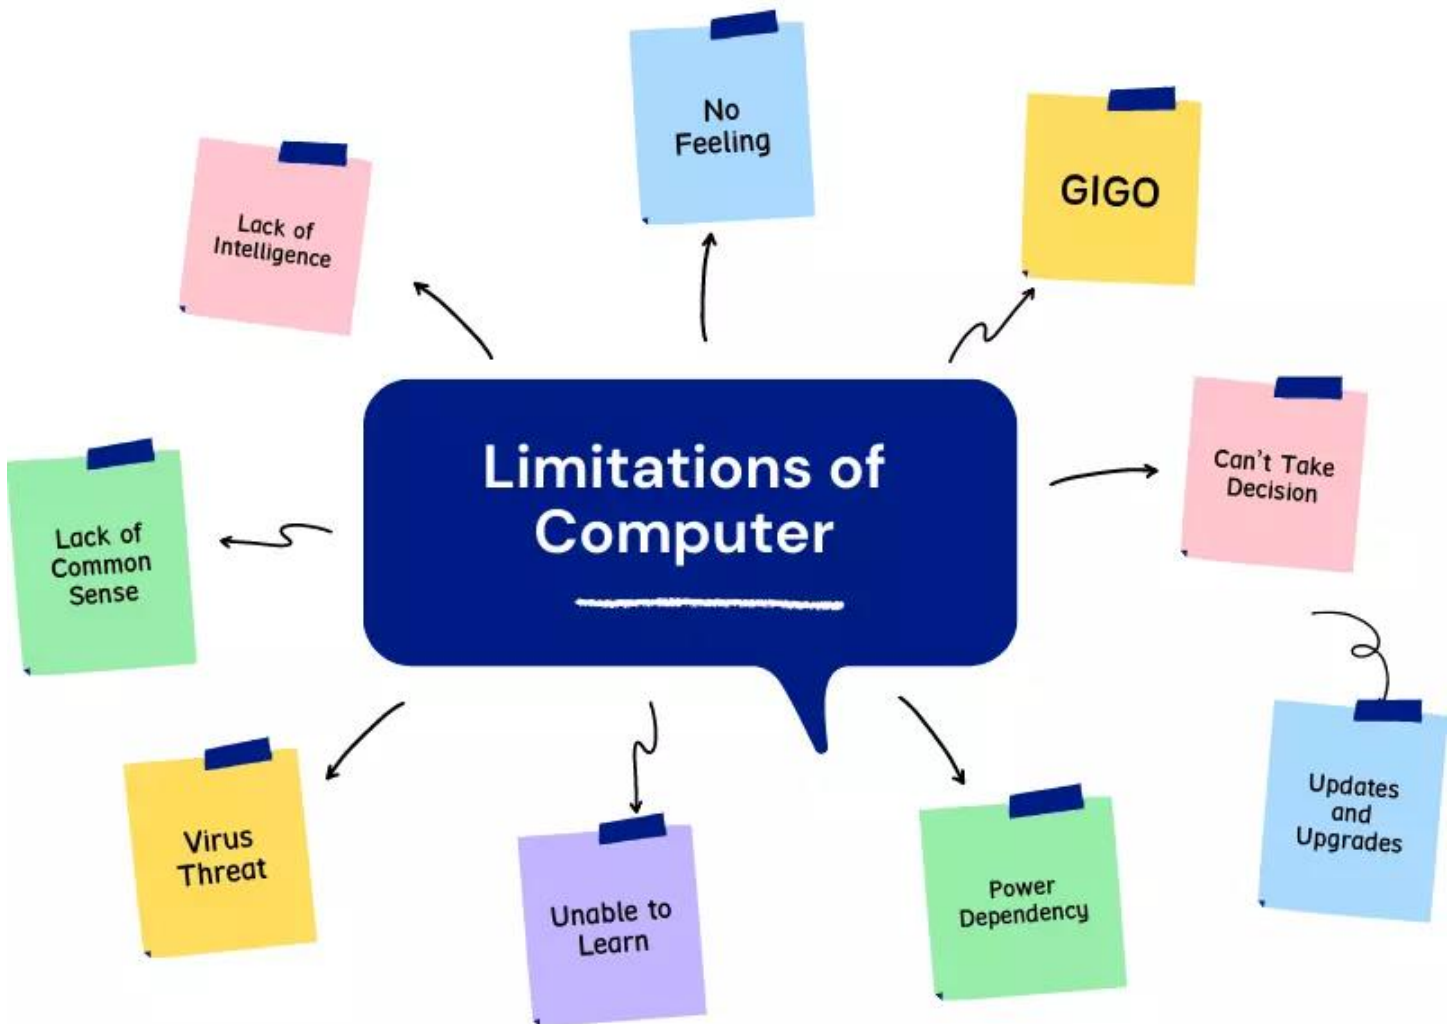 Limitations of
Computer
No
Feeling
GIGO
Can't Take
Decision
Updates
and
Upgrades
Power
Dependency
Unable to
Learn
Virus
Threat
Lack of
Common
Sense
Lack of
Intelligence